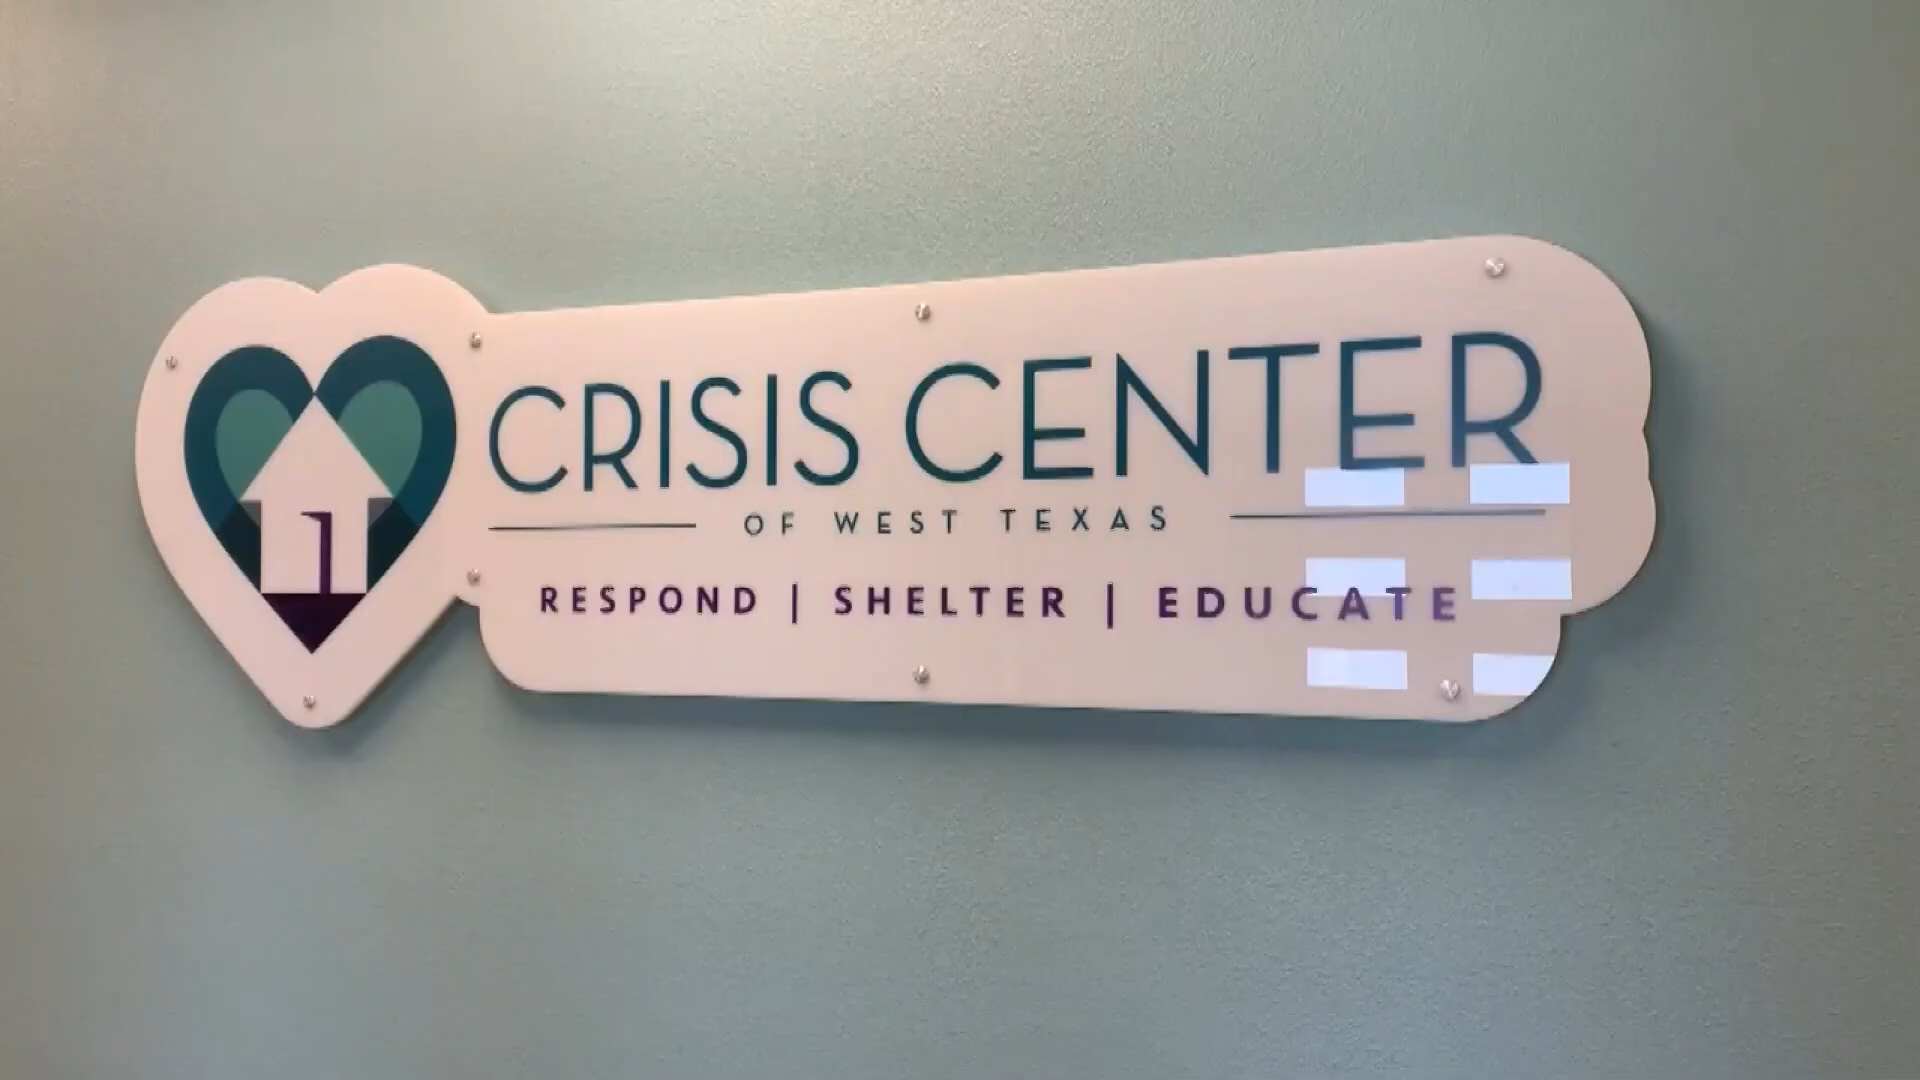 CRISIS CENTER
OF WEST TEXAS
RESPOND | SHELTER | EDUCATE